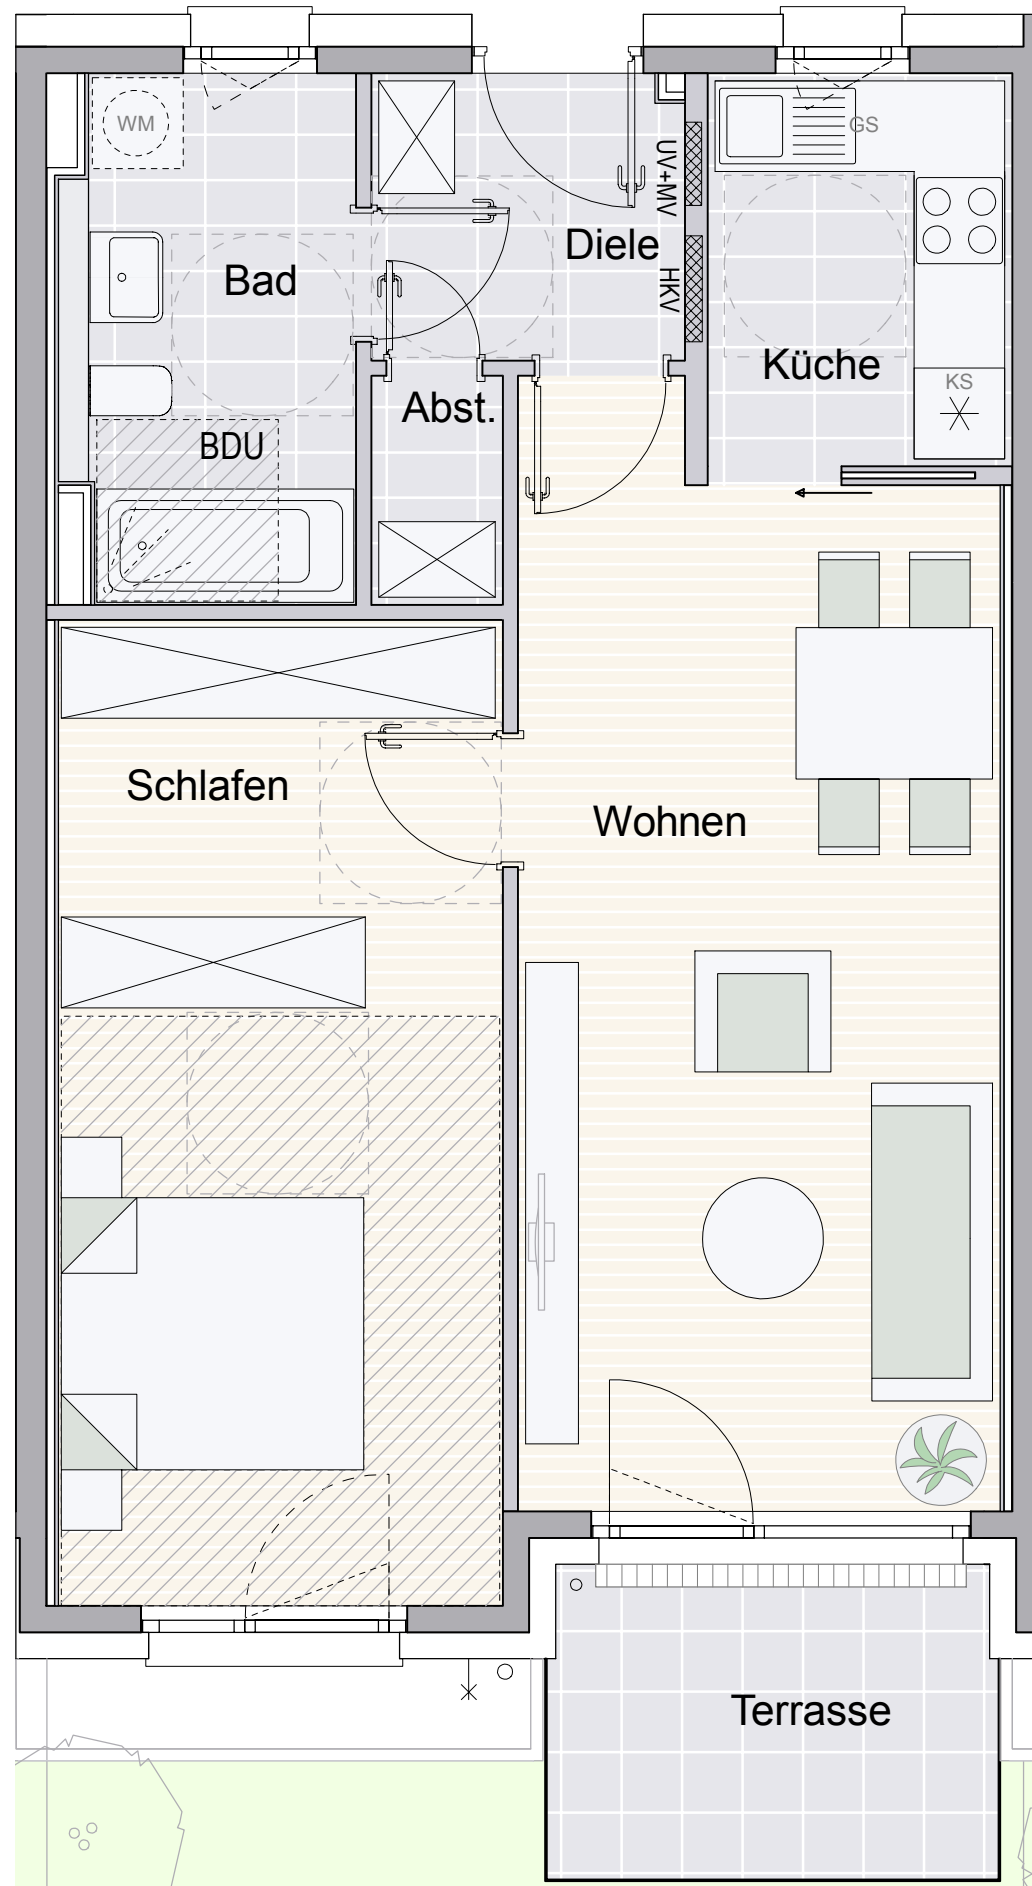 WM
GS
UV+MV
Diele
Bad
HKV
Küche
KS
Abst.
BDU
Schlafen
Wohnen
Terrasse